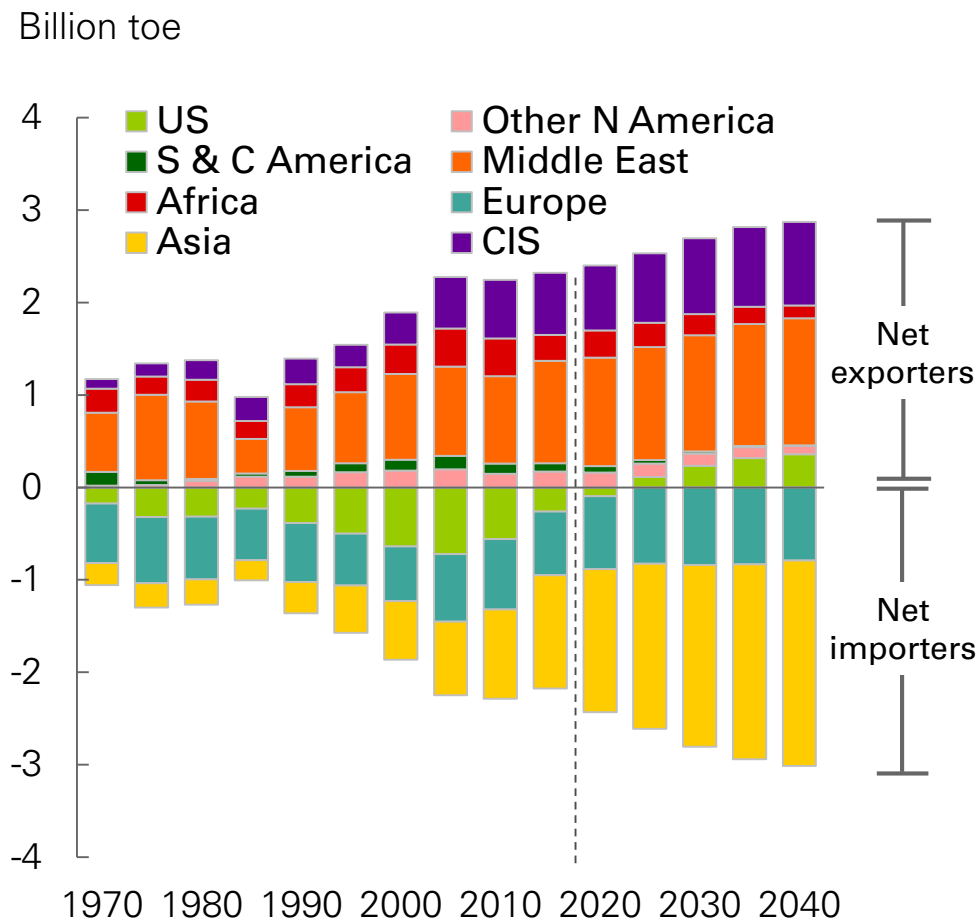 Billion toe
US
Other N America
S & C America
Middle East
Africa
Europe
Asia
CIS
4
3
2
1
0
-1
-2
-3
-4
Net
exporters
Net
importers
1970 1980 1990 2000 2010 2020 2030 2040